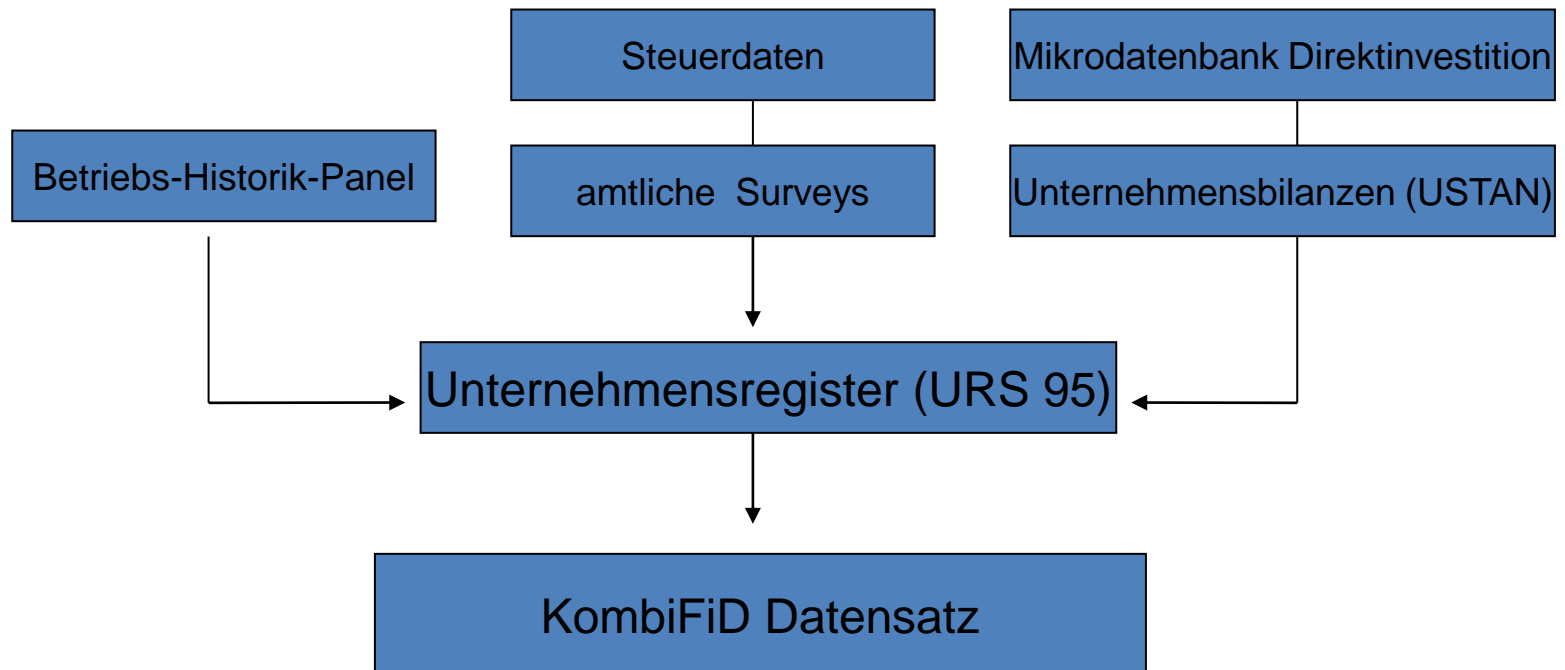 Steuerdaten
Mikrodatenbank Direktinvestition
Betriebs-Historik-Panel
amtliche Surveys
Unternehmensbilanzen (USTAN)
Unternehmensregister (URS 95)
KombiFiD Datensatz